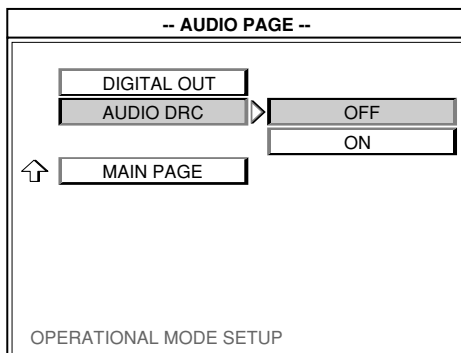 -- AUDIO PAGE --
DIGITAL OUT
AUDIO DRC
OFF
ON
MAIN PAGE
OPERATIONAL MODE SETUP